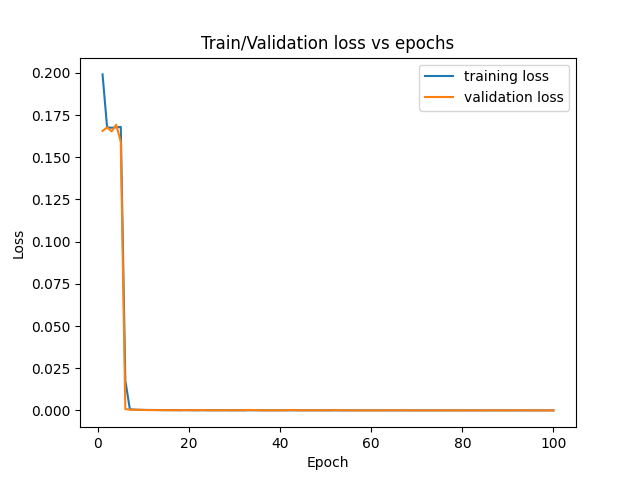 Train/Validation loss vs epochs
training loss
validation loss
0.200
0.175
0.150
0.125
0.100
0.075
0.050
0.025
0.000
Loss
0 20 40 60 80 100
Epoch